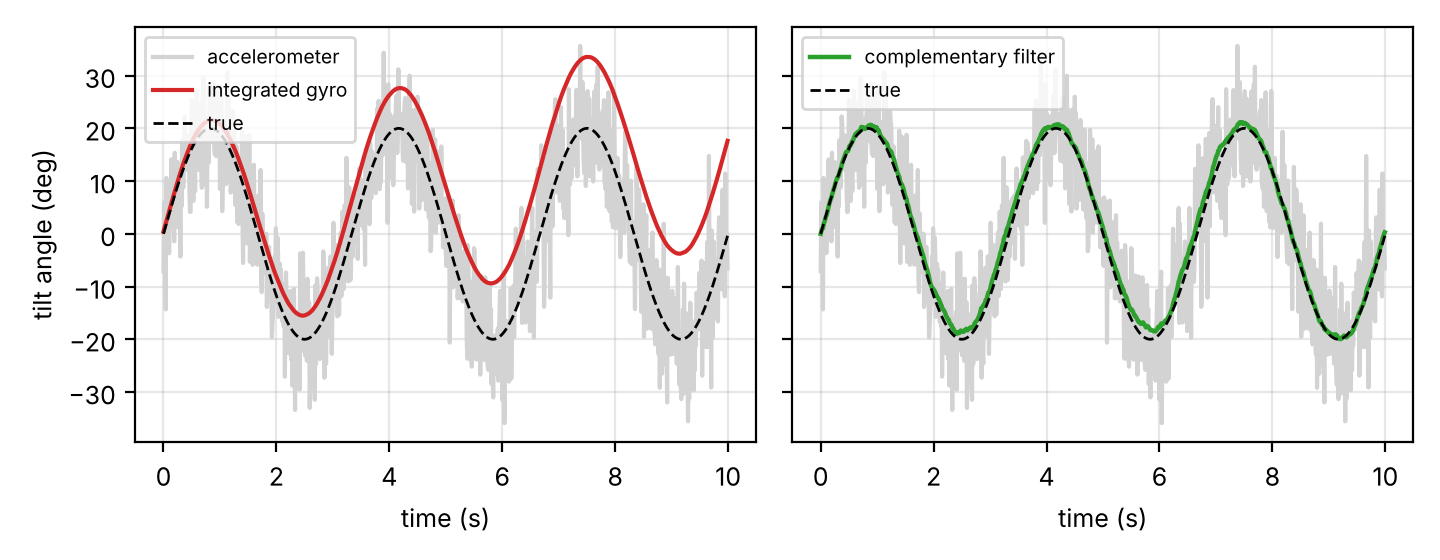 accelerometer
integrated gyro
true
complementary filter
true
tilt angle (deg)
30
20
10
0
−10
−20
−30
0 2 4 6 8 10
0 2 4 6 8 10
time (s)
time (s)